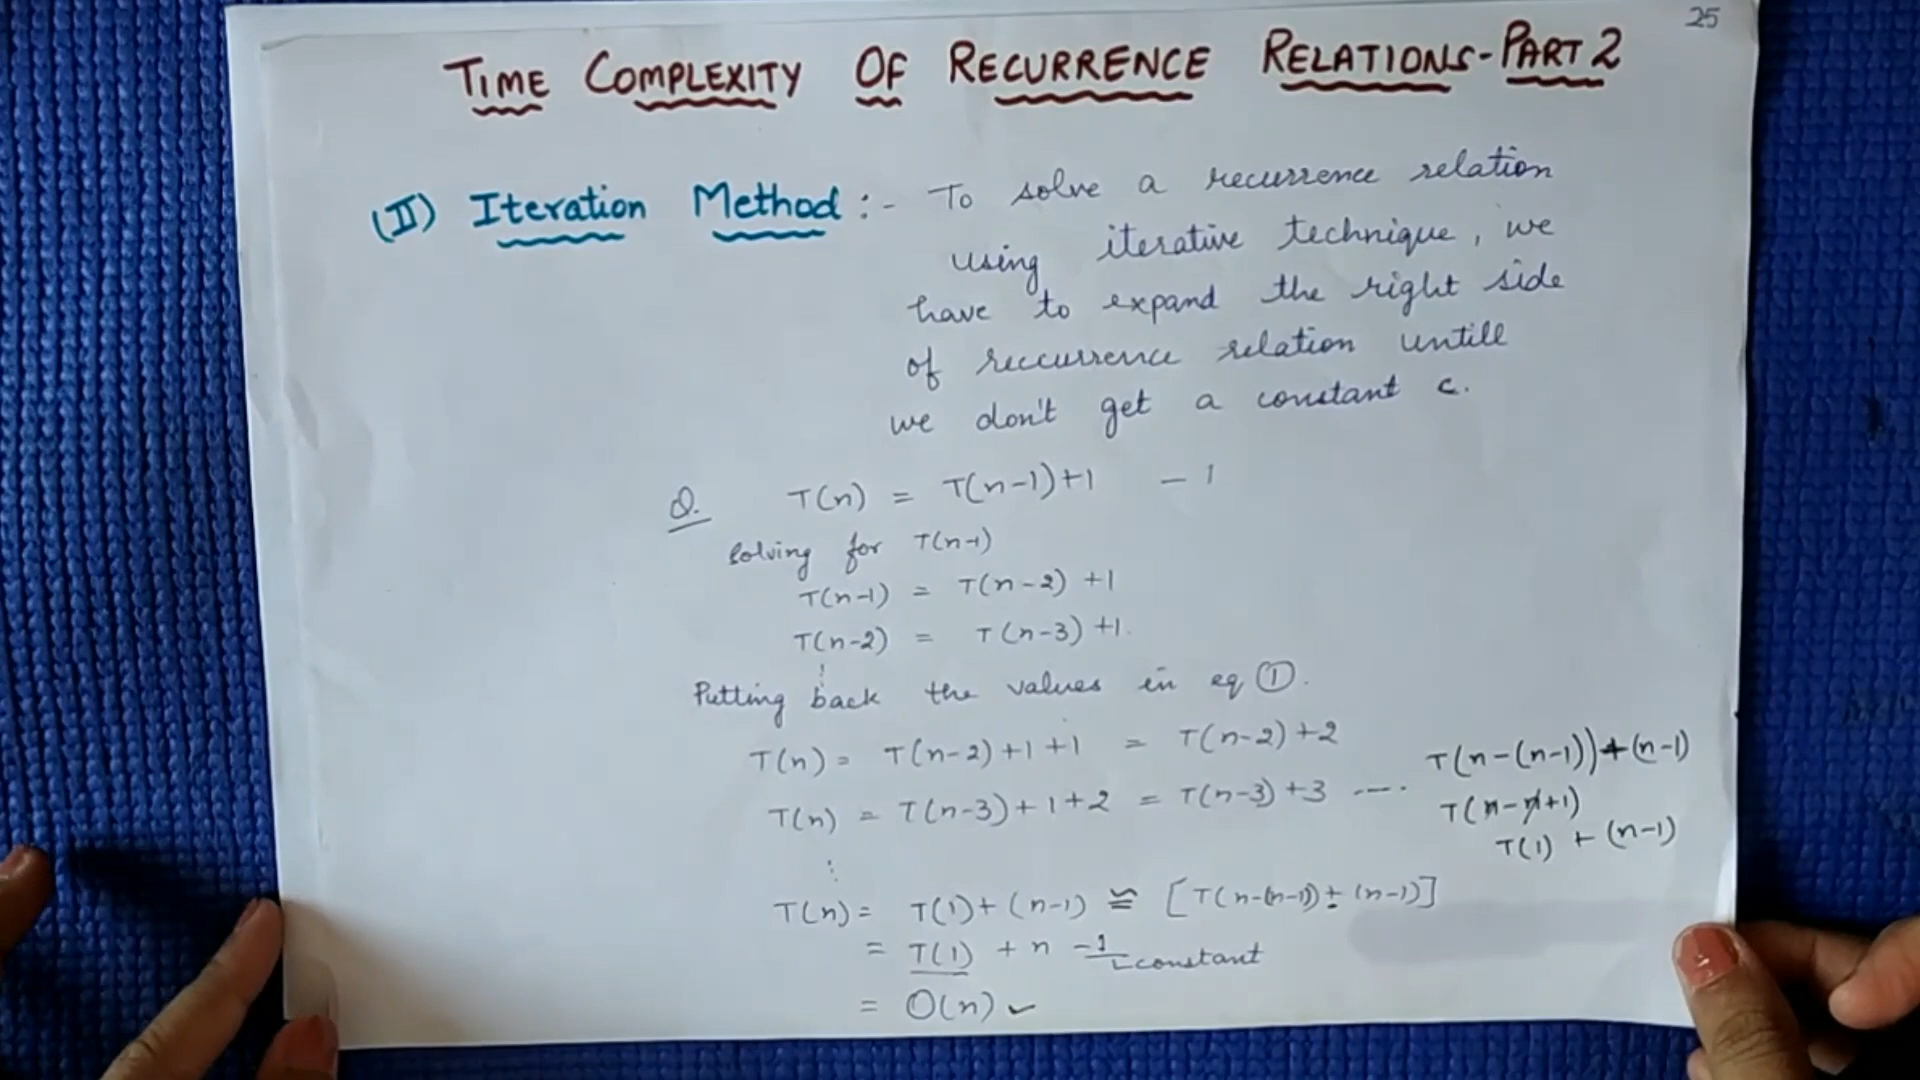 25
TIME COMPLEXITY OF RECURRENCE RELATIONS-PART 2
(II) Iteration Method :- To solve a recurrence relation
using iterative technique, we
have to expand the right side
of reccurrence relation untill
we don't get a constant c.
Q. T(n) = T(n-1)+1 - 1
Solving for T(n-1)
T(n-1) = T(n-2) +1
T(n-2) = T(n-3) +1.
⋮
Putting back the values in eq ①.
T(n) = T(n-2)+1+1 = T(n-2)+2
T(n) = T(n-3)+1+2 = T(n-3)+3 ----.
T(n-(n-1))+(n-1)
T(n-n+1)
T(1) + (n-1)
⋮
T(n) = T(1)+(n-1) ≌ [T(n-(n-1))+(n-1)]
= T(1) + n -1 constant
= O(n) ✓